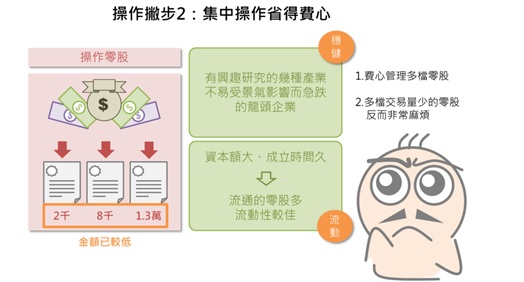 操作撇步2：集中操作省得費心
操作零股
$
$
$
2千
8千
1.3萬
金額已較低
穩
健
有興趣研究的幾種產業
不易受景氣影響而急跌
的龍頭企業
資本額大、成立時間久
流通的零股多
流動性較佳
流
動
1.費心管理多檔零股
2.多檔交易量少的零股
反而非常麻煩